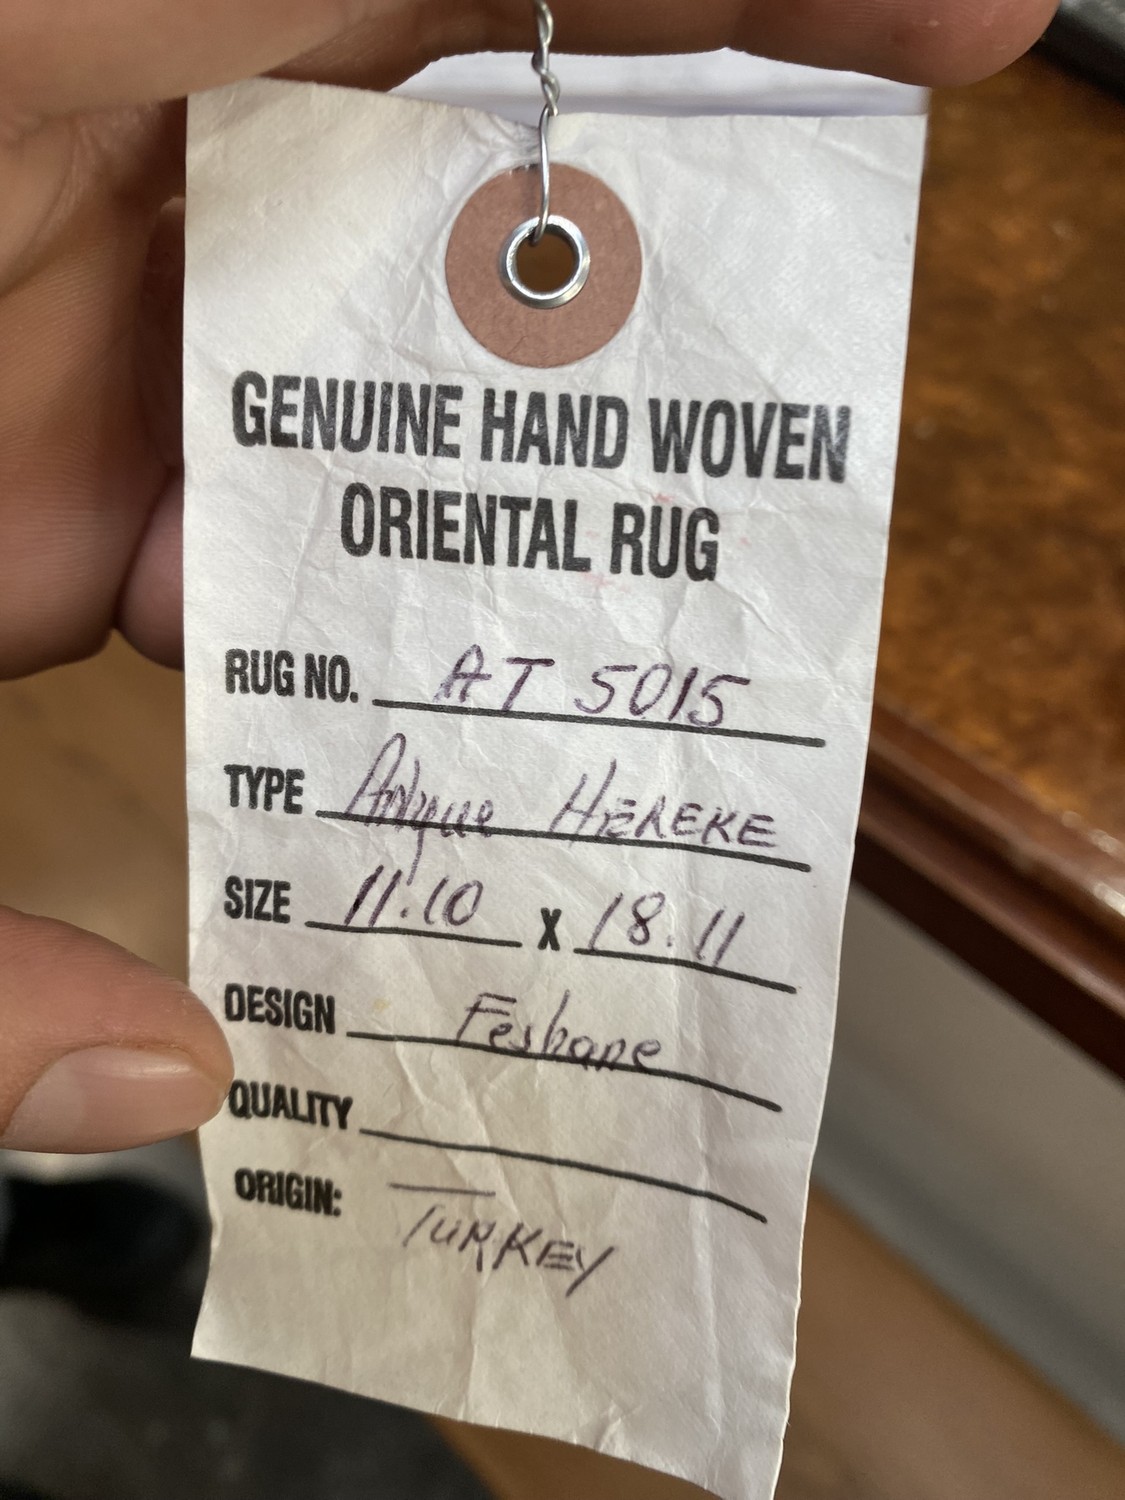 GENUINE HAND WOVEN
ORIENTAL RUG
RUG NO. AT 5015
TYPE Antique HEREKE
SIZE 11.10 X 18.11
DESIGN Feshane
QUALITY
ORIGIN: TURKEY